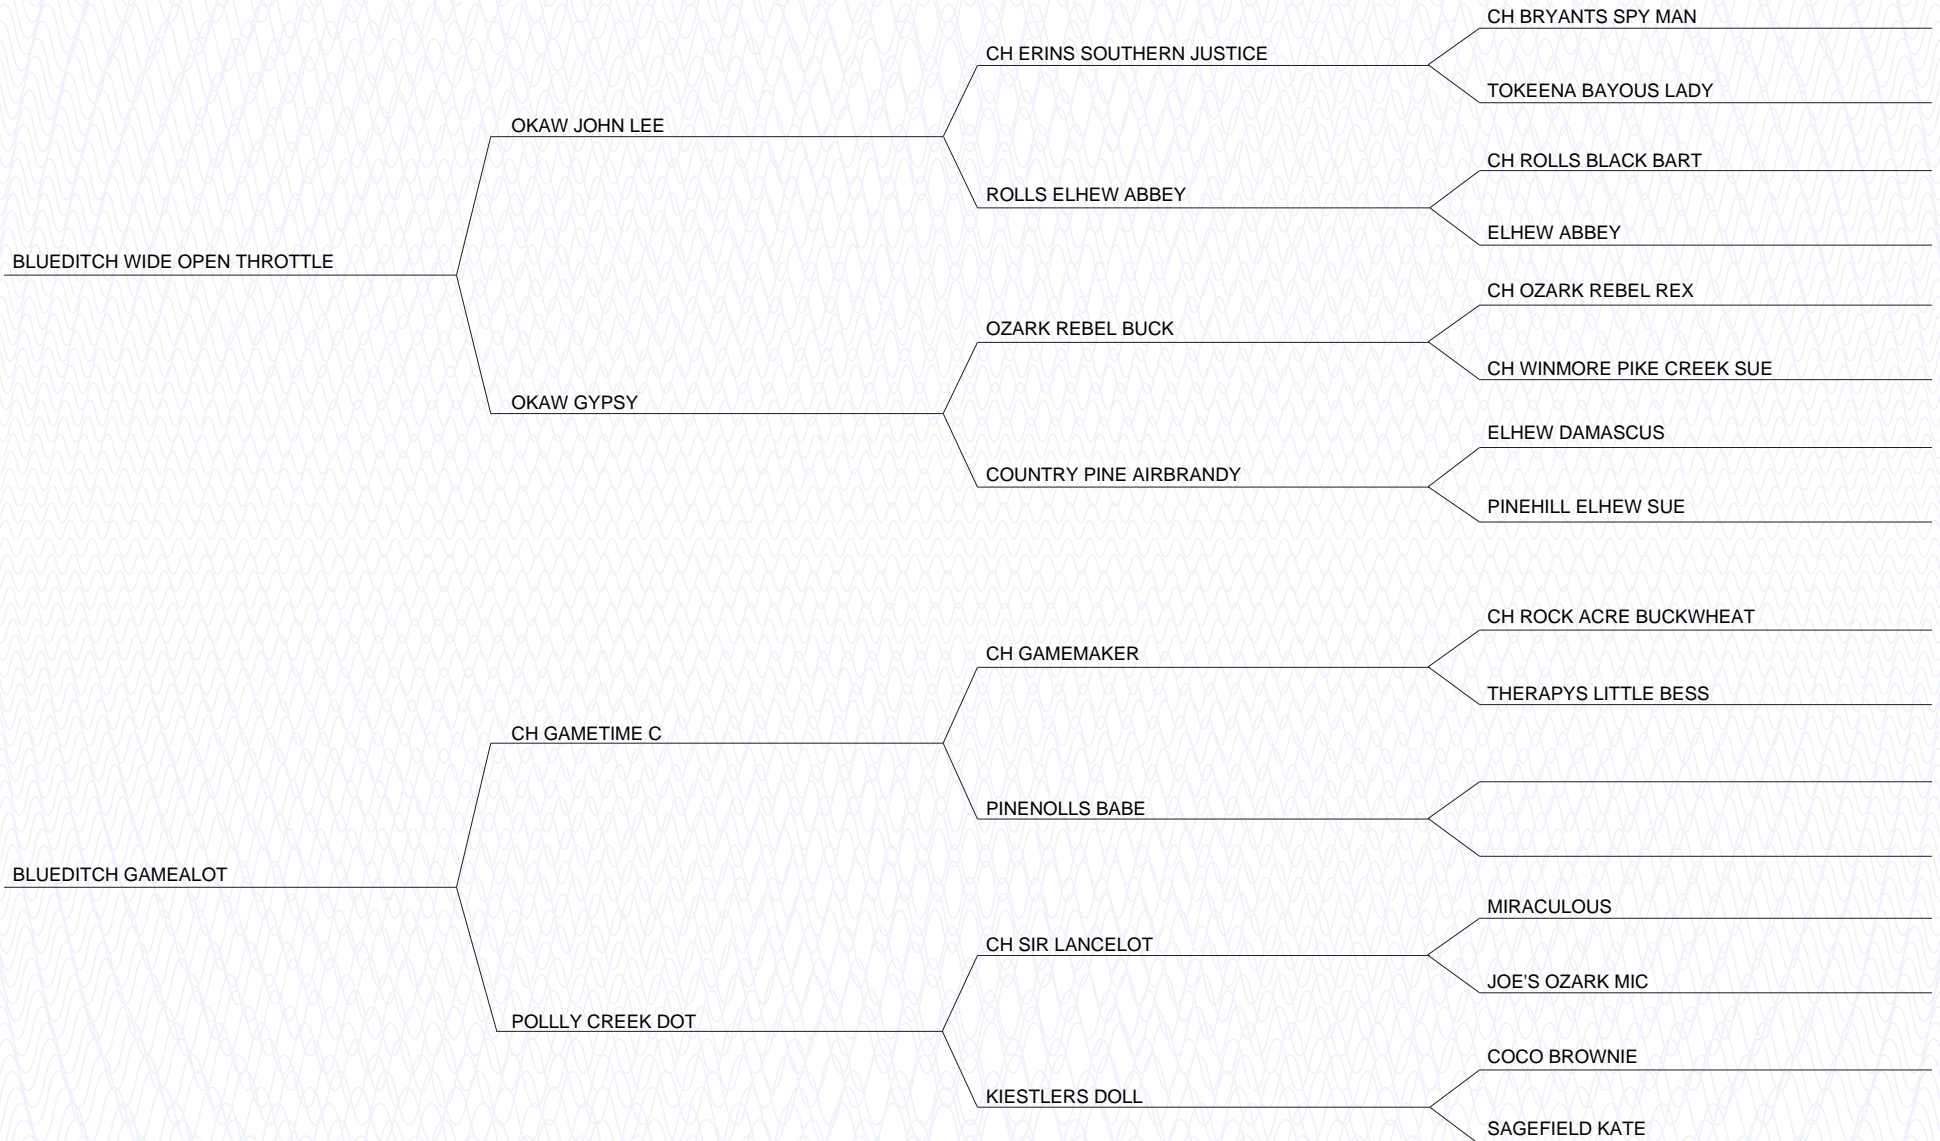 CH BRYANTS SPY MAN
CH ERINS SOUTHERN JUSTICE
TOKEENA BAYOUS LADY
OKAW JOHN LEE
CH ROLLS BLACK BART
ROLLS ELHEW ABBEY
ELHEW ABBEY
BLUEDITCH WIDE OPEN THROTTLE
CH OZARK REBEL REX
OZARK REBEL BUCK
CH WINMORE PIKE CREEK SUE
OKAW GYPSY
ELHEW DAMASCUS
COUNTRY PINE AIRBRANDY
PINEHILL ELHEW SUE
CH ROCK ACRE BUCKWHEAT
CH GAMEMAKER
THERAPYS LITTLE BESS
CH GAMETIME C
PINENOLLS BABE
BLUEDITCH GAMEALOT
MIRACULOUS
CH SIR LANCELOT
JOE'S OZARK MIC
POLLLY CREEK DOT
COCO BROWNIE
KIESTLERS DOLL
SAGEFIELD KATE